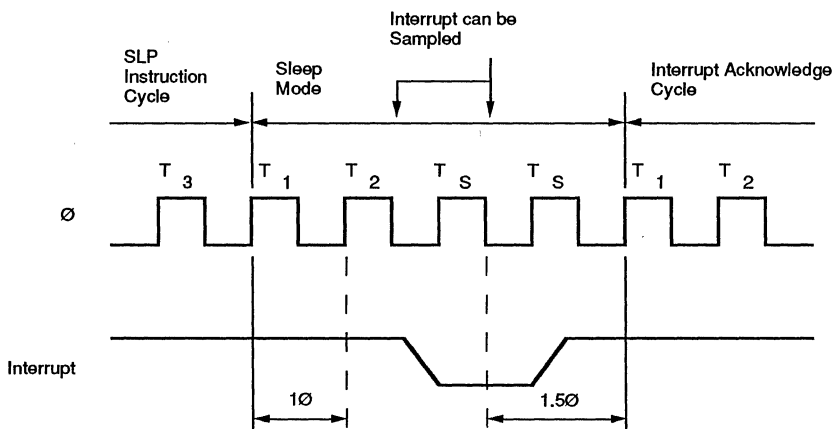 Interrupt can be
Sampled
SLP
Instruction
Cycle
Sleep
Mode
Interrupt Acknowledge
Cycle
T3 T1 T2 TS TS T1 T2
Ø
Interrupt
1Ø 1.5Ø